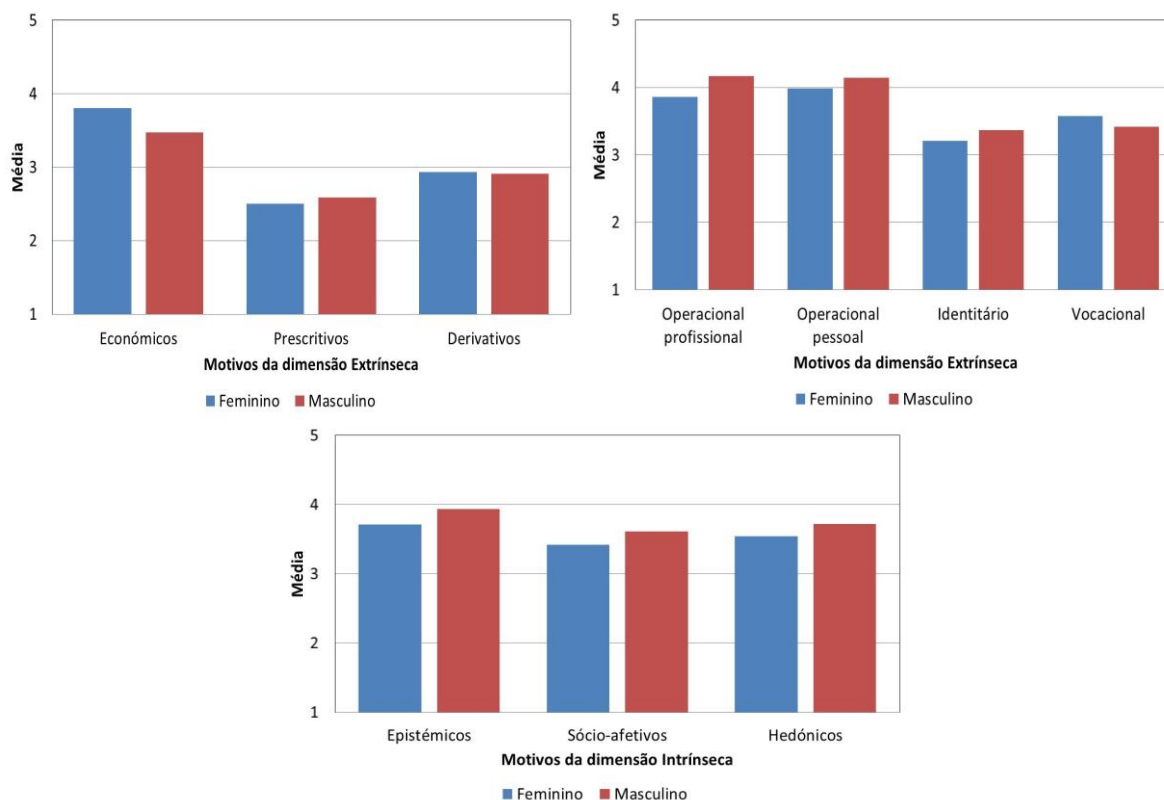 5
4
3
2
1
Média
Económicos Prescritivos Derivativos
Motivos da dimensão Extrínseca
Feminino Masculino
5
4
3
2
1
Média
Operacional profissional Operacional pessoal Identitário Vocacional
Motivos da dimensão Extrínseca
Feminino Masculino
5
4
3
2
1
Média
Epistémicos Sócio-afetivos Hedónicos
Motivos da dimensão Intrínseca
Feminino Masculino